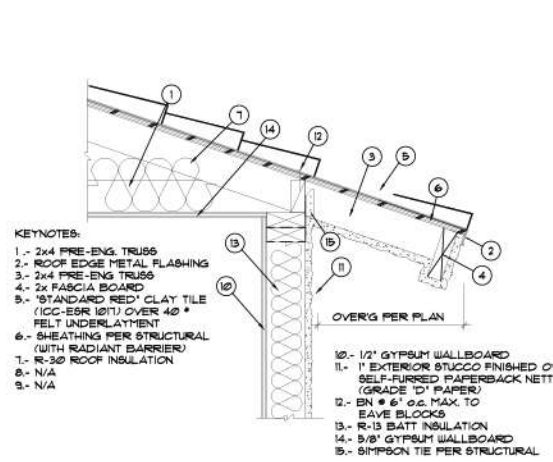 1
7
14
12
3
5
6
2
4
15
13
11
10
OVER'G PER PLAN
KEYNOTES:
1.- 2x4 PRE-ENG. TRUSS
2.- ROOF EDGE METAL FLASHING
3.- 2x4 PRE-ENG TRUSS
4.- 2x FASCIA BOARD
5.- "STANDARD RED" CLAY TILE
(ICC-ESR 1017) OVER 40 #
FELT UNDERLAYMENT
6.- SHEATHING PER STRUCTURAL
(WITH RADIANT BARRIER)
7.- R-30 ROOF INSULATION
8.- N/A
9.- N/A
10.- 1/2" GYPSUM WALLBOARD
11.- 1" EXTERIOR STUCCO FINISHED O
SELF-FURRED PAPERBACK NETT
(GRADE "D" PAPER)
12.- BN @ 6" o.c. MAX. TO
EAVE BLOCKS
13.- R-13 BATT INSULATION
14.- 5/8" GYPSUM WALLBOARD
15.- SIMPSON TIE PER STRUCTURAL